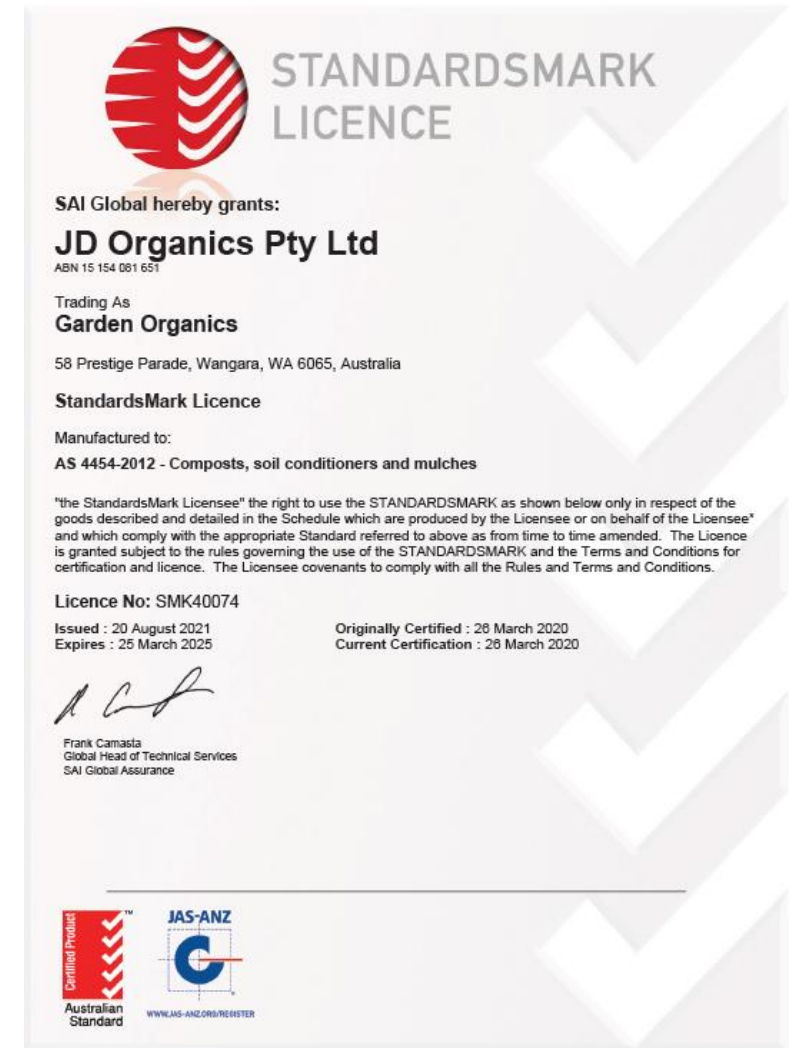 STANDARDSMARK
LICENCE
SAI Global hereby grants:
JD Organics Pty Ltd
ABN 15 154 081 651
Trading As
Garden Organics
58 Prestige Parade, Wangara, WA 6065, Australia
StandardsMark Licence
Manufactured to:
AS 4454-2012 - Composts, soil conditioners and mulches
"the StandardsMark Licensee" the right to use the STANDARDSMARK as shown below only in respect of the
goods described and detailed in the Schedule which are produced by the Licensee or on behalf of the Licensee*
and which comply with the appropriate Standard referred to above as from time to time amended. The Licence
is granted subject to the rules governing the use of the STANDARDSMARK and the Terms and Conditions for
certification and licence. The Licensee covenants to comply with all the Rules and Terms and Conditions.
Licence No: SMK40074
Issued : 20 August 2021
Expires : 25 March 2025
Originally Certified : 26 March 2020
Current Certification : 26 March 2020
Frank Camasta
Global Head of Technical Services
SAI Global Assurance
Certified Product
TM
Australian
Standard
JAS-ANZ
WWW.JAS-ANZ.ORG/REGISTER